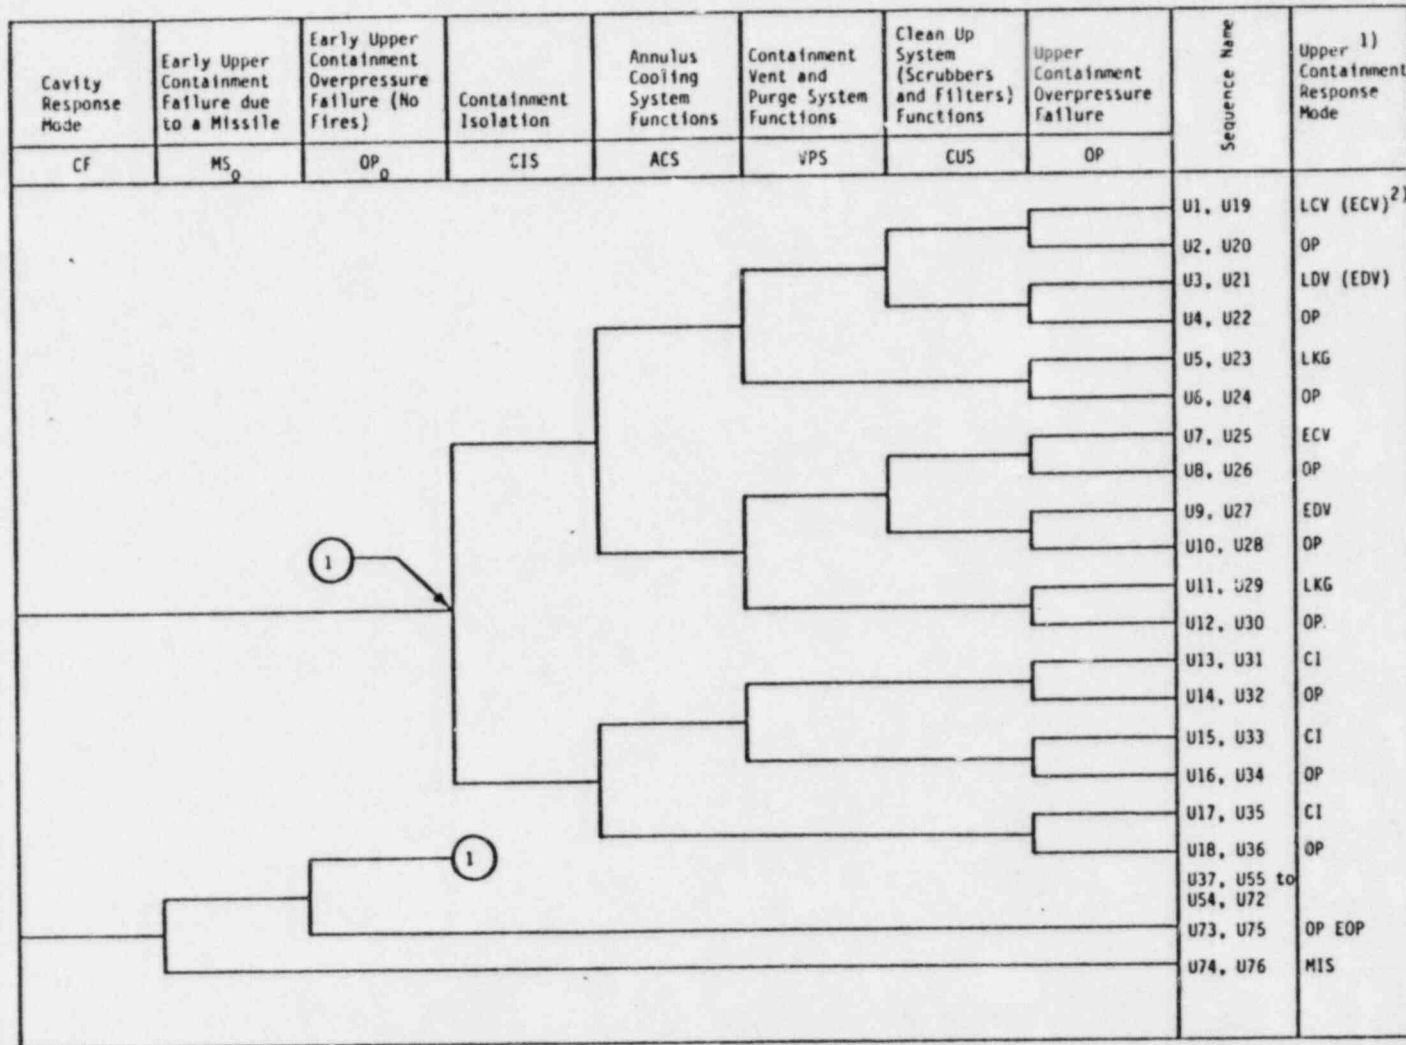 Cavity
Response
Mode
Early Upper
Containment
Failure due
to a Missile
Early Upper
Containment
Overpressure
Failure (No
Fires)
Containment
Isolation
Annulus
Cooling
System
Functions
Containment
Vent and
Purge System
Functions
Clean Up
System
(Scrubbers
and Filters)
Functions
Upper
Containment
Overpressure
Failure
Sequence Name
Upper 1)
Containment
Response
Mode
CF
MSo
OPo
CIS
ACS
VPS
CUS
OP
U1, U19 LCV (ECV)2)
U2, U20 OP
U3, U21 LDV (EDV)
U4, U22 OP
U5, U23 LKG
U6, U24 OP
U7, U25 ECV
U8, U26 OP
U9, U27 EDV
U10, U28 OP
U11, U29 LKG
U12, U30 OP
U13, U31 CI
U14, U32 OP
U15, U33 CI
U16, U34 OP
U17, U35 CI
U18, U36 OP
U37, U55 to
U54, U72
U73, U75 OP EOP
U74, U76 MIS
1
1